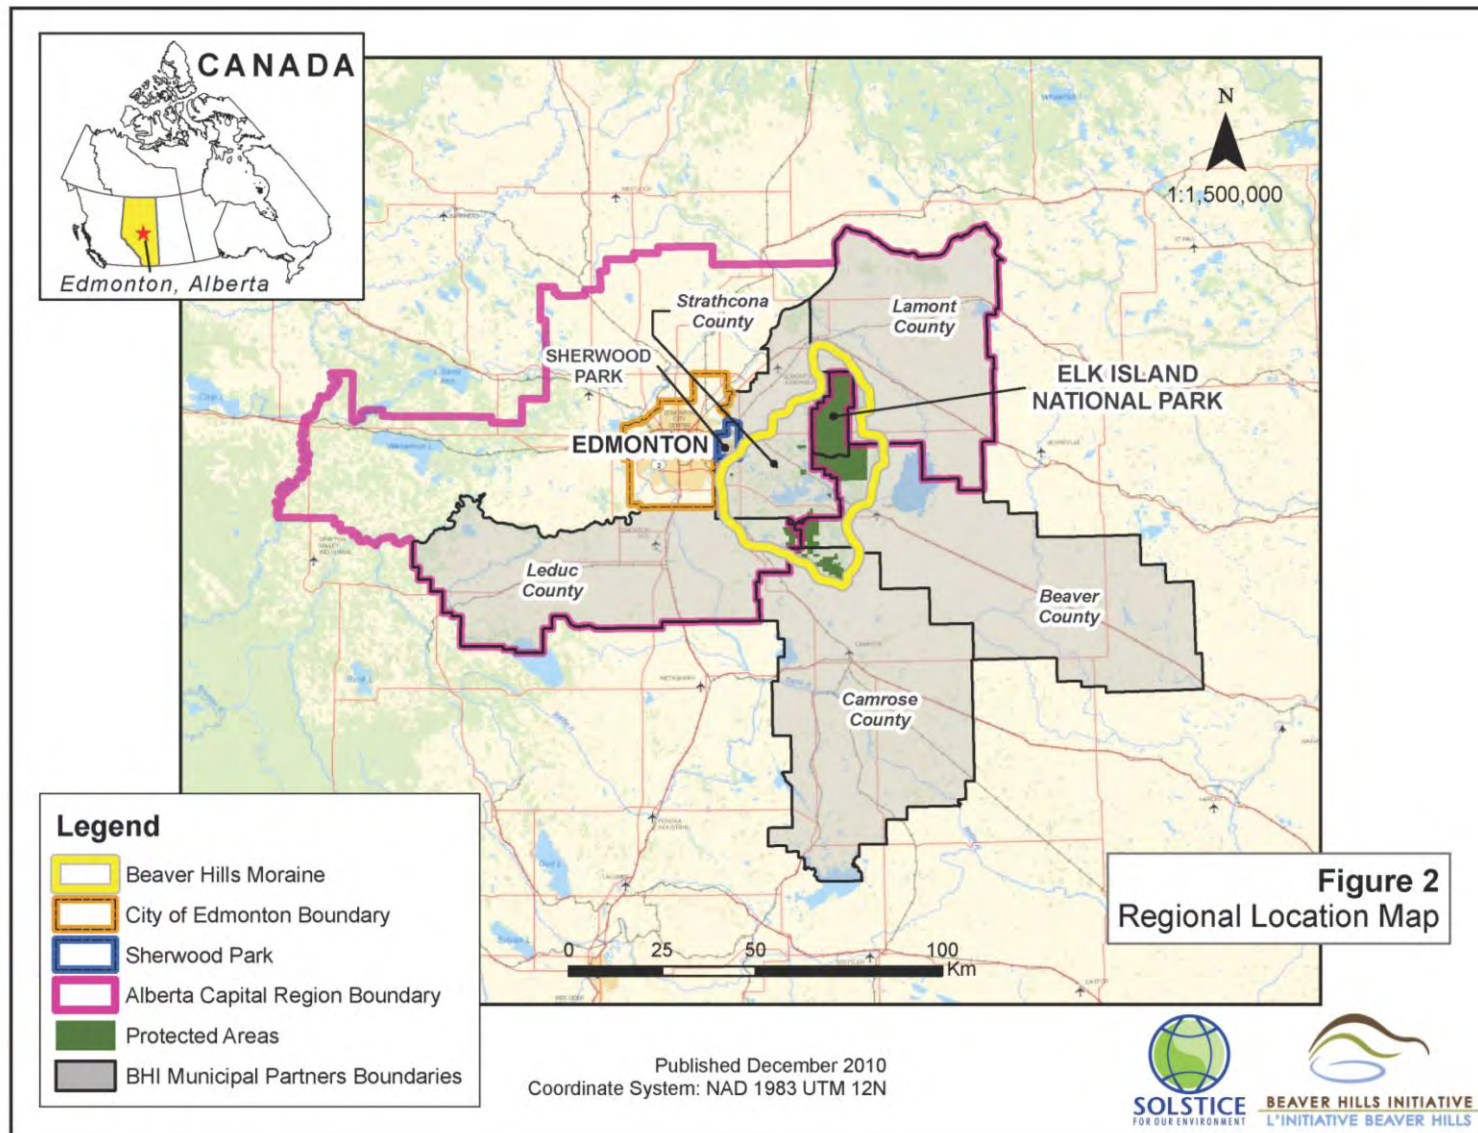 CANADA
Edmonton, Alberta
N
1:1,500,000
Strathcona
County
Lamont
County
SHERWOOD
PARK
ELK ISLAND
NATIONAL PARK
EDMONTON
2
Leduc
County
Beaver
County
Camrose
County
Legend
Beaver Hills Moraine
City of Edmonton Boundary
Sherwood Park
Alberta Capital Region Boundary
Protected Areas
BHI Municipal Partners Boundaries
0 25 50 100
Km
Figure 2
Regional Location Map
Published December 2010
Coordinate System: NAD 1983 UTM 12N
SOLSTICE
FOR OUR ENVIRONMENT
BEAVER HILLS INITIATIVE
L'INITIATIVE BEAVER HILLS